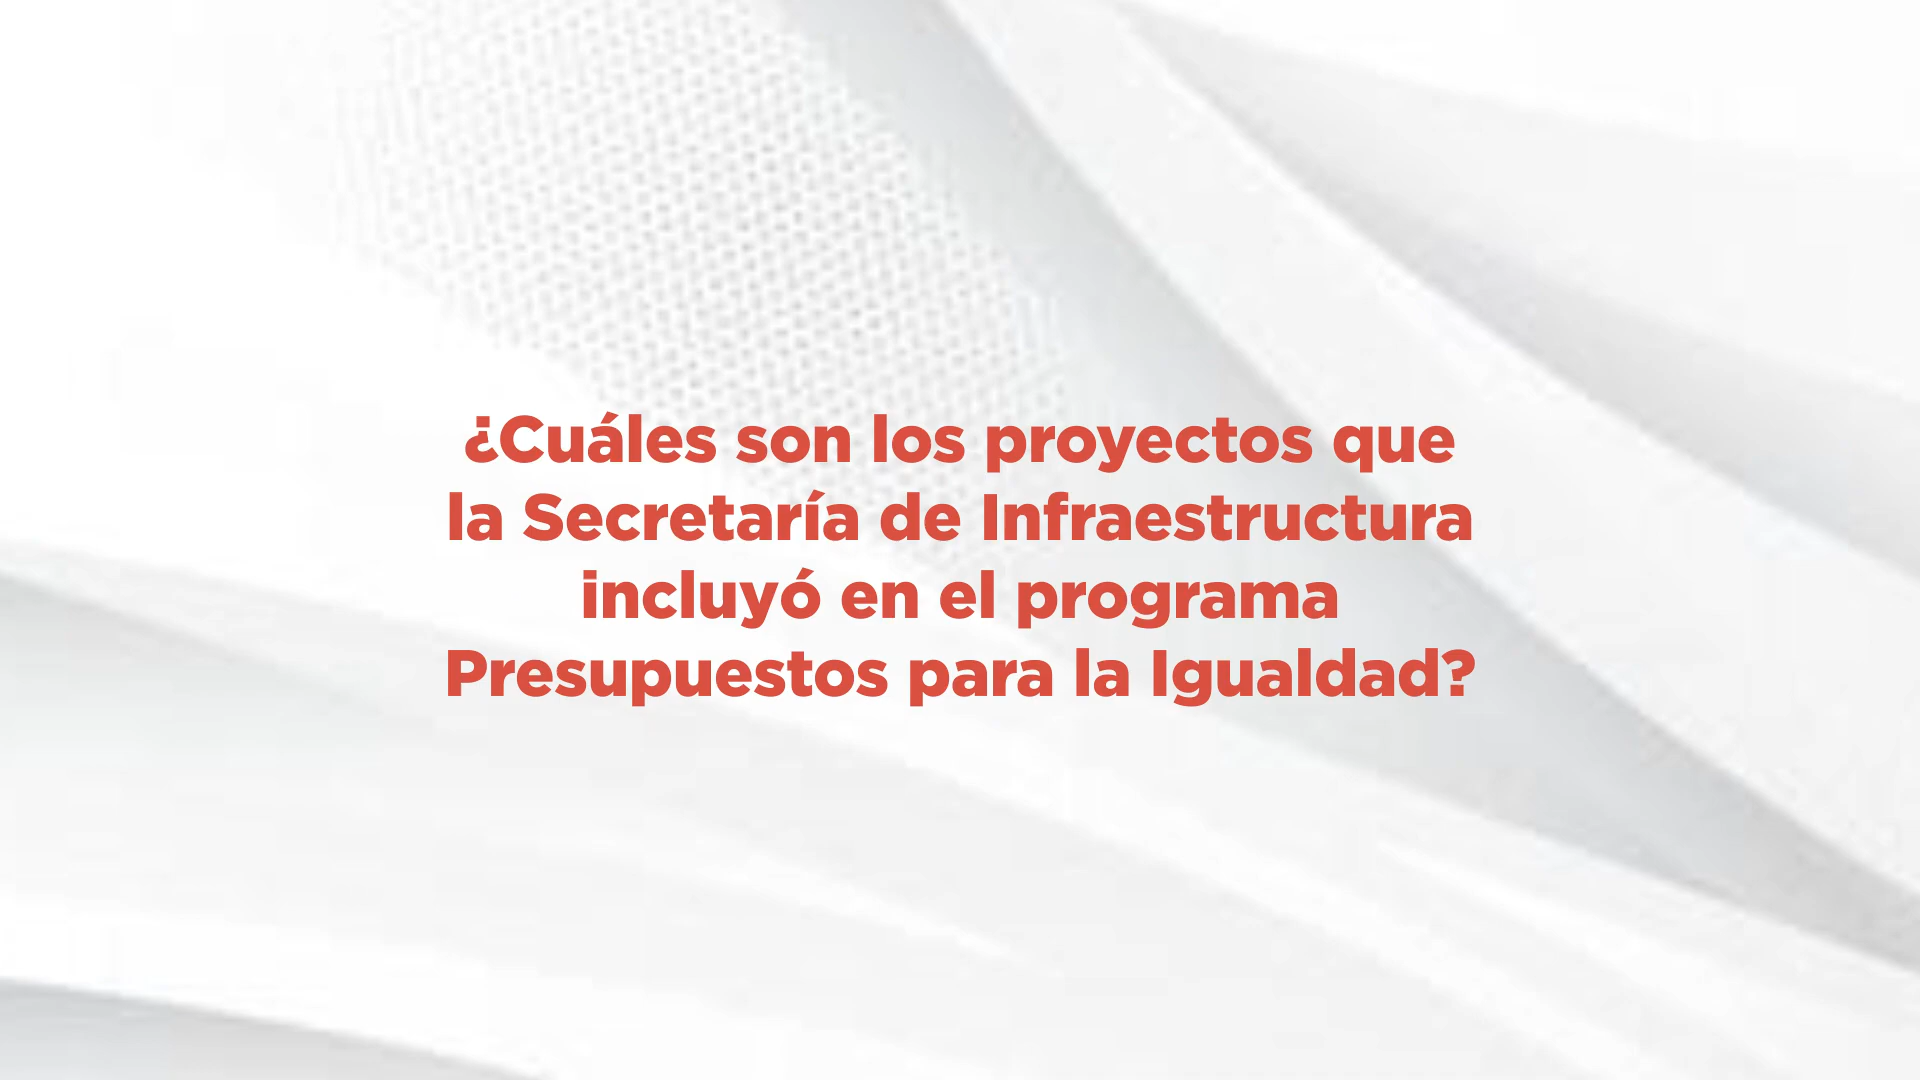 ¿Cuáles son los proyectos que
la Secretaría de Infraestructura
incluyó en el programa
Presupuestos para la Igualdad?